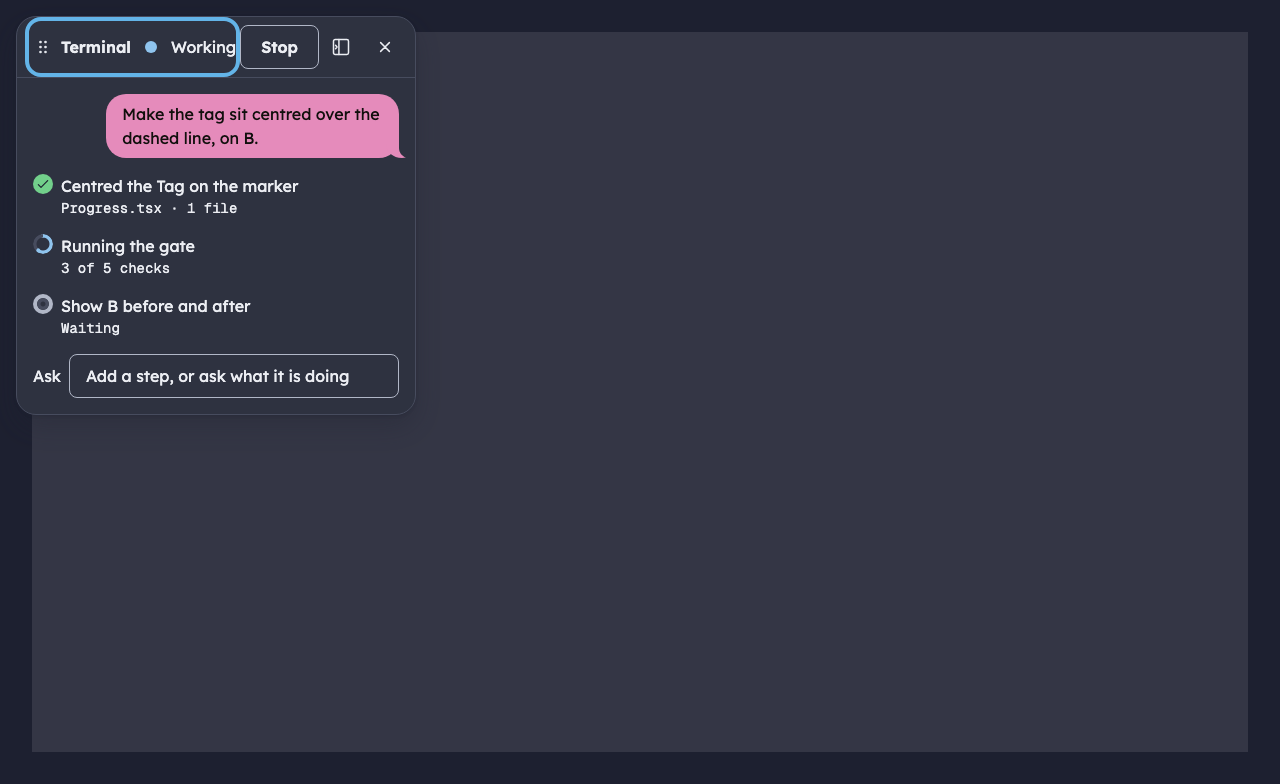 Terminal Working Stop
Make the tag sit centred over the
dashed line, on B.
Centred the Tag on the marker
Progress.tsx · 1 file
Running the gate
3 of 5 checks
Show B before and after
Waiting
Ask Add a step, or ask what it is doing